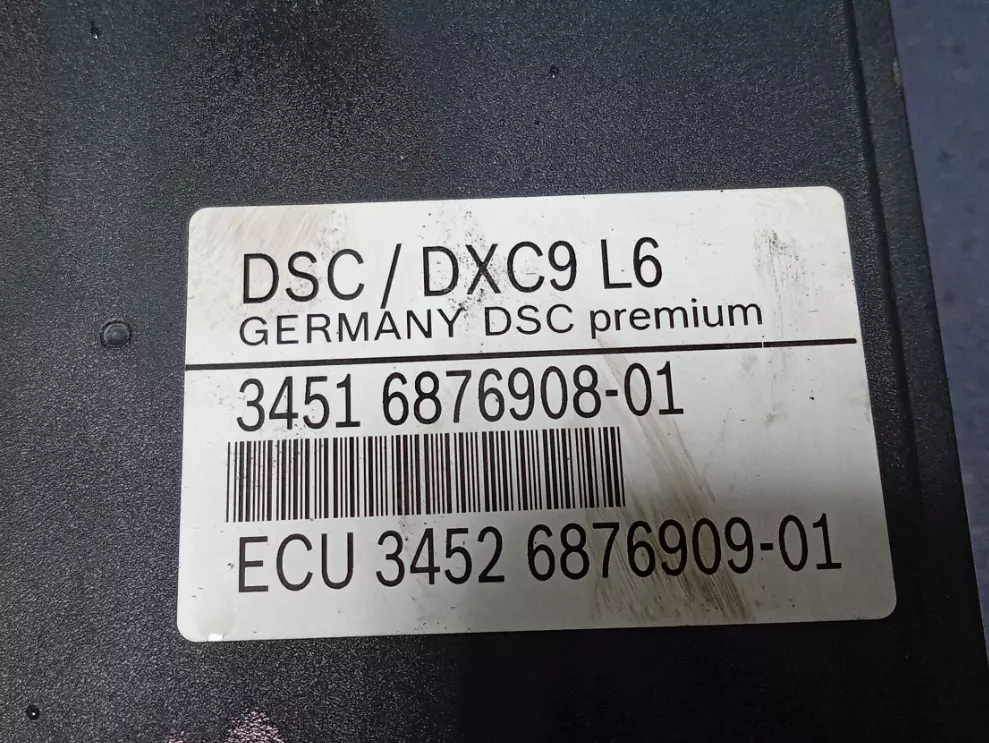 DSC / DXC9 L6
GERMANY DSC premium
3451 6876908-01
ECU 3452 6876909-01